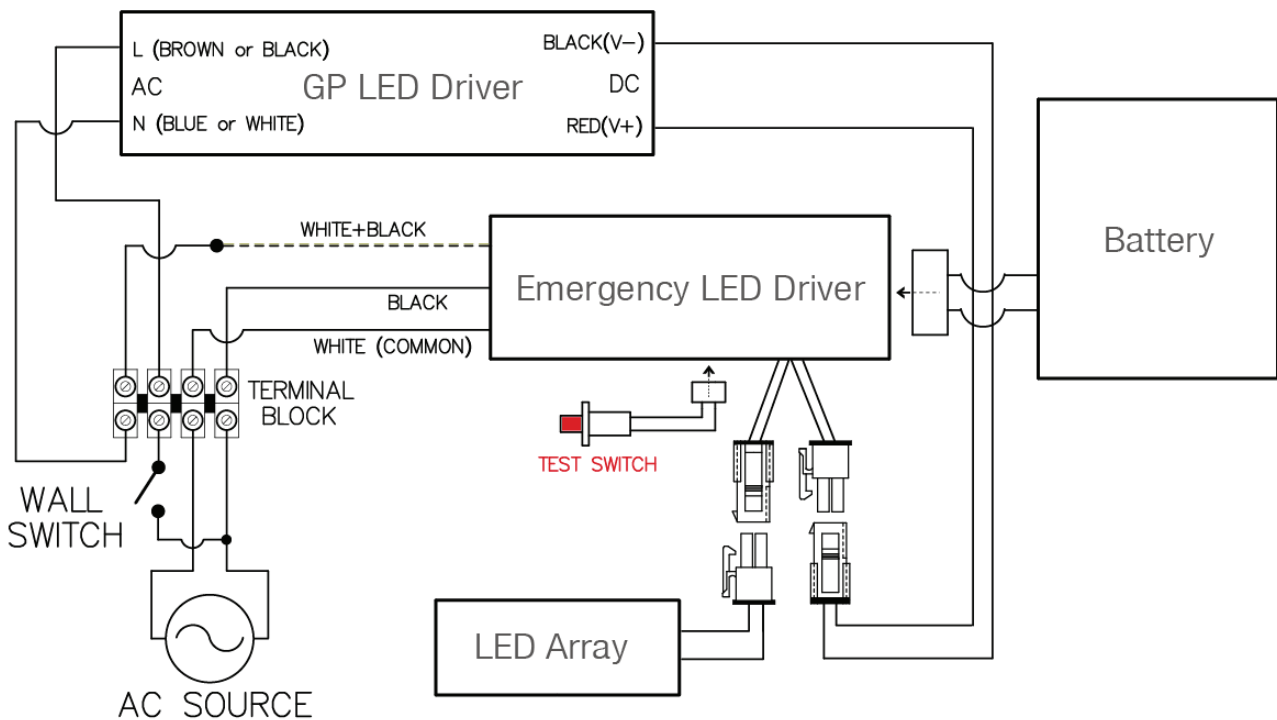 L (BROWN or BLACK)
BLACK(V-)
AC
GP LED Driver
DC
N (BLUE or WHITE)
RED(V+)
WHITE+BLACK
BLACK
WHITE (COMMON)
Emergency LED Driver
Battery
TERMINAL
BLOCK
TEST SWITCH
WALL
SWITCH
LED Array
AC SOURCE